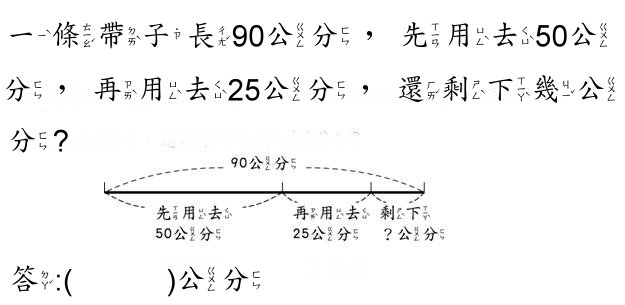 一條帶子長90公分，先用去50公
分，再用去25公分，還剩下幾公
分?
90公分
先用去 再用去 剩下
50公分 25公分 ？公分
答:( )公分